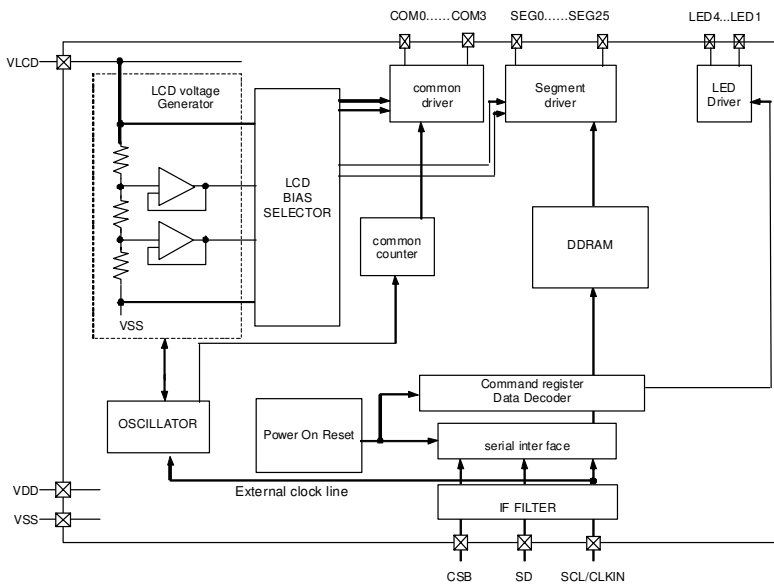 COM0......COM3
SEG0......SEG25
LED4...LED1
VLCD
LCD voltage
Generator
common
driver
Segment
driver
LED
Driver
LCD
BIAS
SELECTOR
common
counter
DDRAM
VSS
Command register
Data Decoder
OSCILLATOR
Power On Reset
serial inter face
VDD
External clock line
IF FILTER
VSS
CSB
SD
SCL/CLKIN